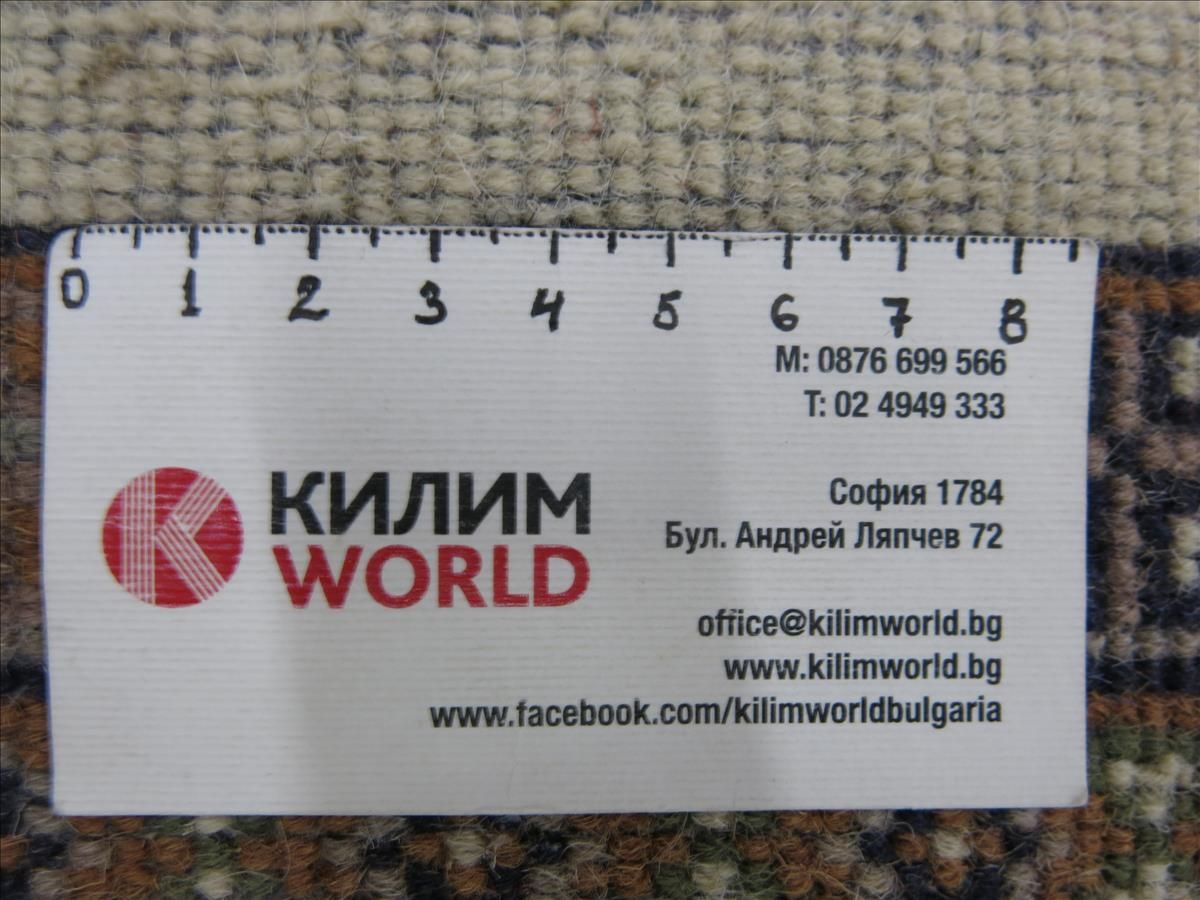 0 1 2 3 4 5 6 7 8
M: 0876 699 566
T: 02 4949 333
КИЛИМ
WORLD
София 1784
Бул. Андрей Ляпчев 72
office@kilimworld.bg
www.kilimworld.bg
www.facebook.com/kilimworldbulgaria